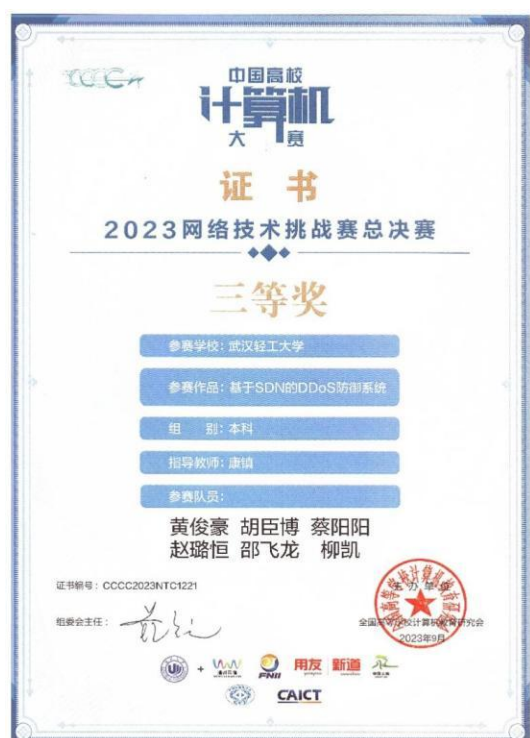 中国高校
计算机
大赛
证书
2023网络技术挑战赛总决赛
三等奖
参赛学校：武汉轻工大学
参赛作品：基于SDN的DDoS防御系统
组 别：本科
指导教师：康镇
参赛队员：
黄俊豪 胡臣博 蔡阳阳
赵璐恒 邵飞龙 柳凯
证书编号：CCCC2023NTC1221
主办单位
组委会主任：
全国高等学校计算机教育研究会
2023年9月
FNII
用友
新道
CAICT